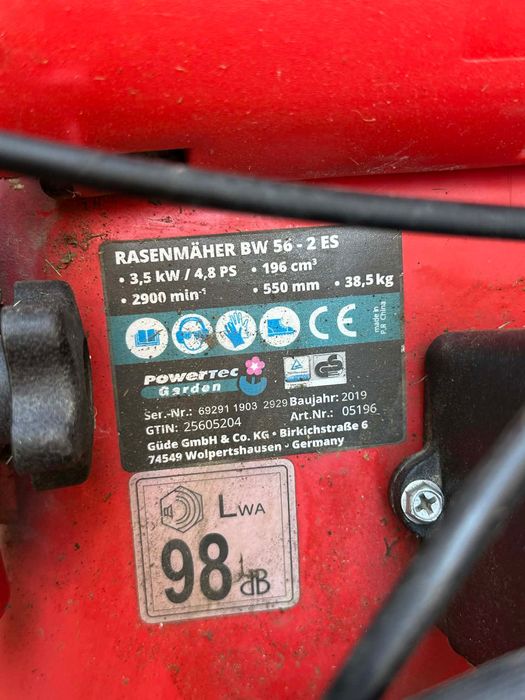 RASENMÄHER BW 56 - 2 ES
• 3,5 kW / 4,8 PS • 196 cm³
• 2900 min⁻¹ • 550 mm • 38,5 kg
CE
made in
P.R China
POWERTEC
Garden
Ser.-Nr.: 69291 1903 2929 Baujahr: 2019
GTIN: 25605204 Art.Nr.: 05196
Güde GmbH & Co. KG • Birkichstraße 6
74549 Wolpertshausen - Germany
LWA
98 dB